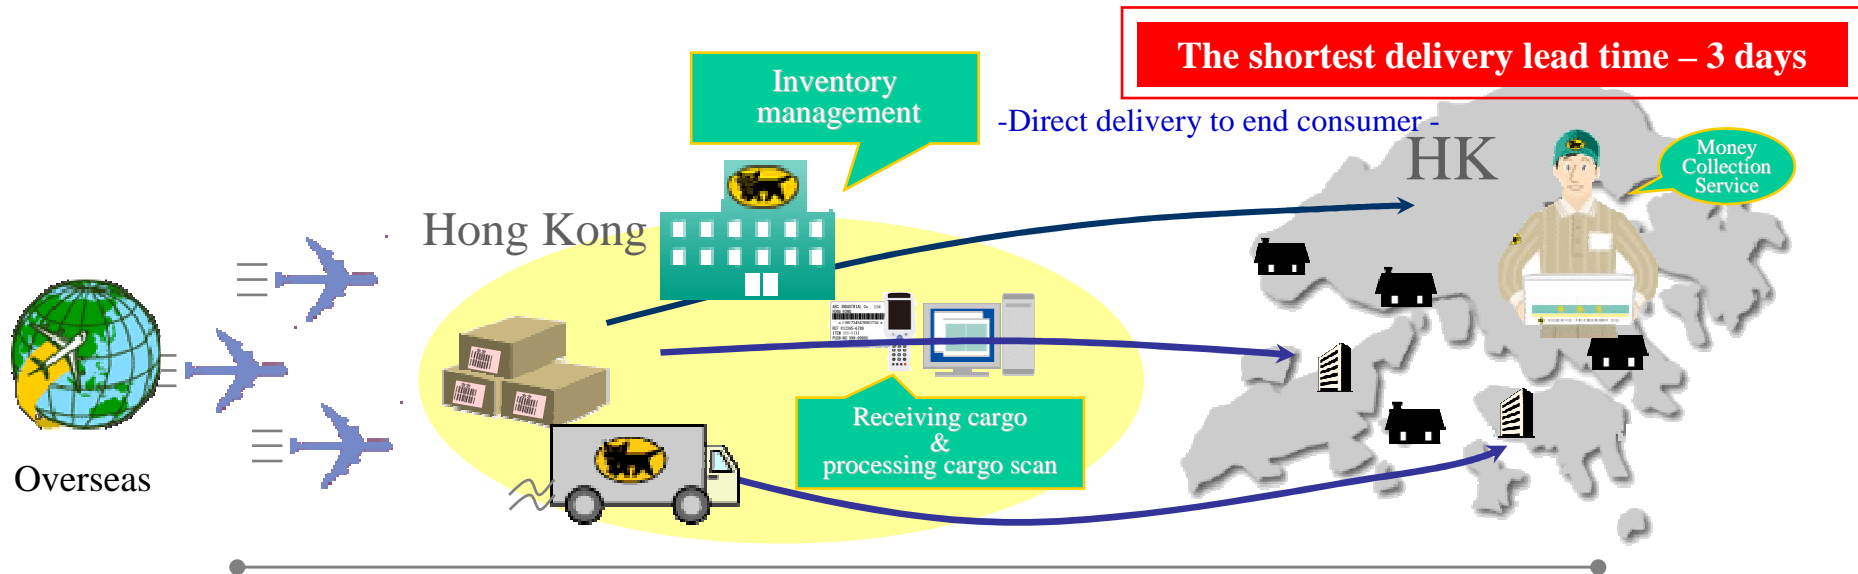 The shortest delivery lead time – 3 days
Inventory
management
-Direct delivery to end consumer -
HK
Money
Collection
Service
Hong Kong
Receiving cargo
&
processing cargo scan
Overseas